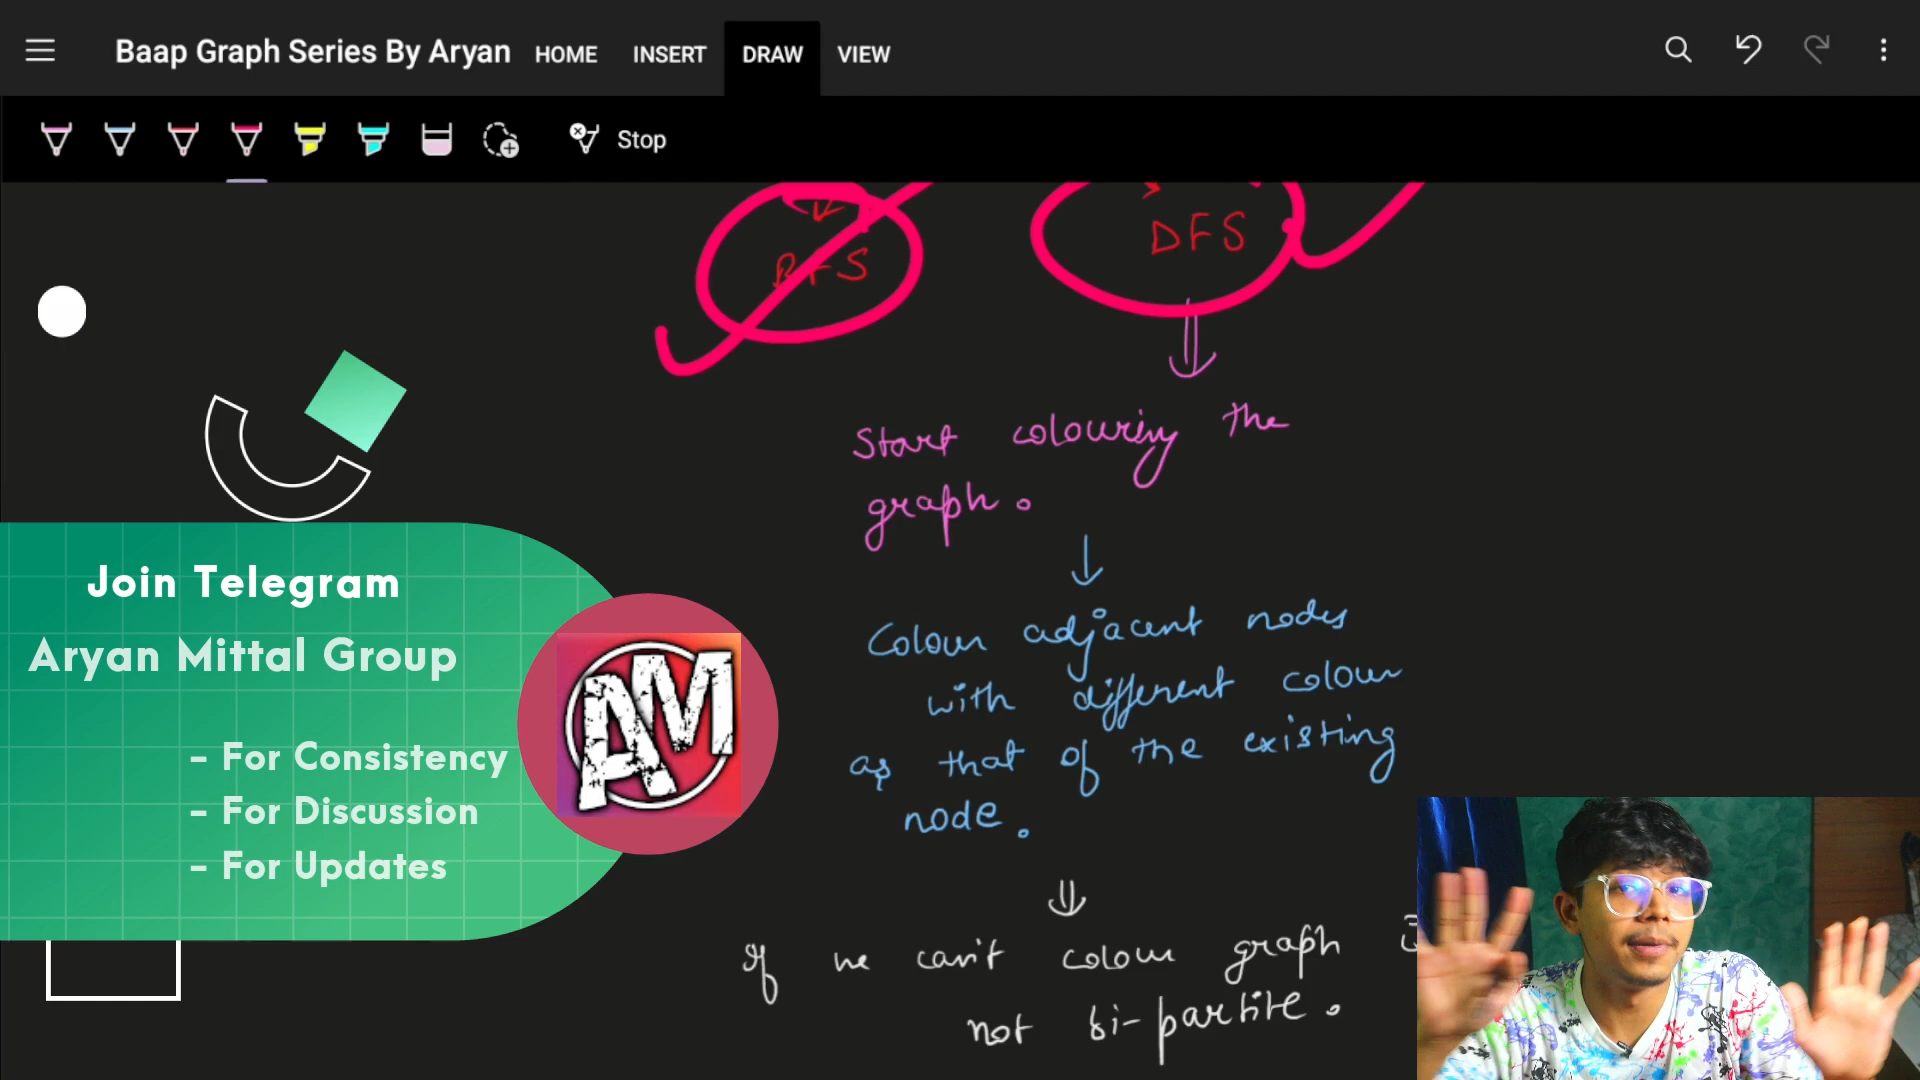 Baap Graph Series By Aryan HOME INSERT DRAW VIEW
Stop
BFS
DFS
Start colouring the
graph.
Colour adjacent nodes
with different colour
as that of the existing
node.
If we can't colour graph
not bi-partite.
Join Telegram
Aryan Mittal Group
- For Consistency
- For Discussion
- For Updates
AM